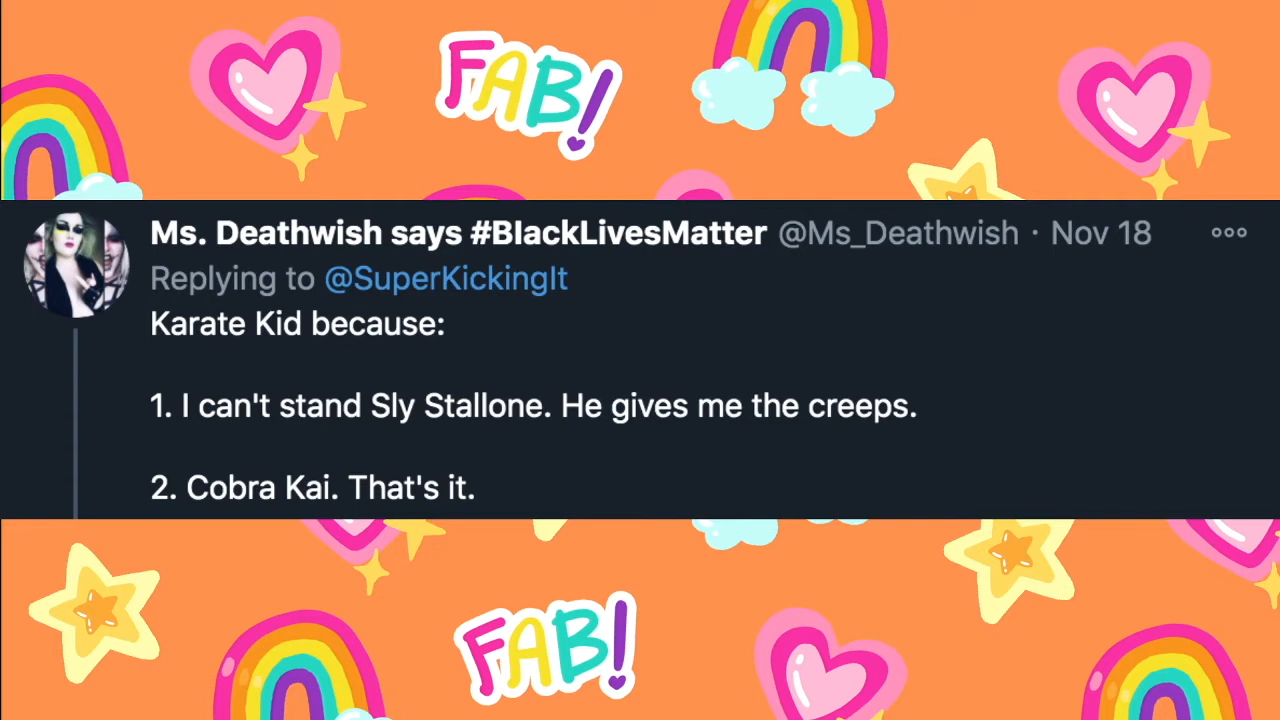 FAB!
Ms. Deathwish says #BlackLivesMatter @Ms_Deathwish · Nov 18
Replying to @SuperKickingIt
Karate Kid because:
1. I can't stand Sly Stallone. He gives me the creeps.
2. Cobra Kai. That's it.
FAB!